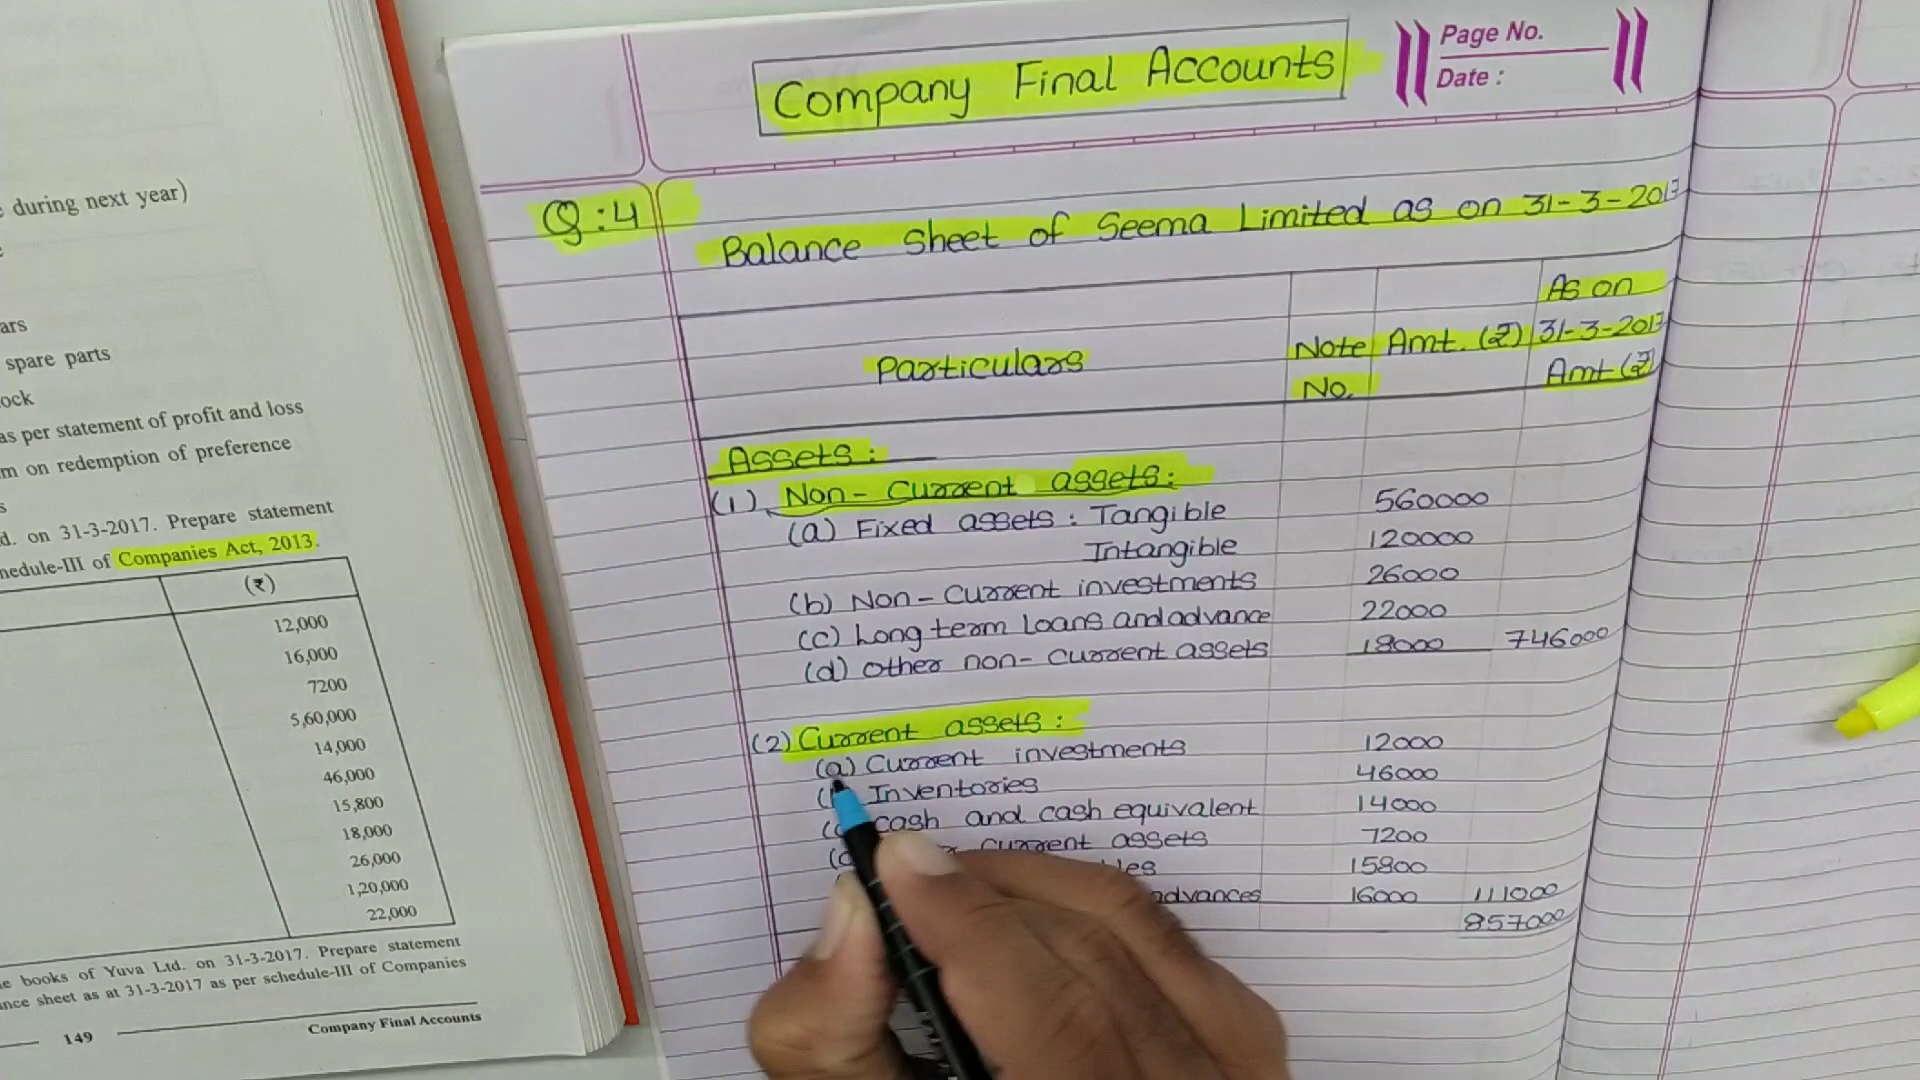 during next year)
ars
spare parts
ock
as per statement of profit and loss
m on redemption of preference
s
d. on 31-3-2017. Prepare statement
hedule-III of Companies Act, 2013.
(₹)
12,000
16,000
7200
5,60,000
14,000
46,000
15,800
18,000
26,000
1,20,000
22,000
e books of Yuva Ltd. on 31-3-2017. Prepare statement
ance sheet as at 31-3-2017 as per schedule-III of Companies
149 Company Final Accounts
Page No.
Date :
Company Final Accounts
Q:4
Balance Sheet of Seema Limited as on 31-3-2017
Particulars Note No. Amt. (₹) As on 31-3-2017 Amt (₹)
Assets:
(1) Non-Current assets:
(a) Fixed assets: Tangible 560000
Intangible 120000
(b) Non-Current investments 26000
(c) Long term Loans and advance 22000
(d) other non-current assets 18000 746000
(2) Current assets:
(a) Current investments 12000
Inventories 46000
cash and cash equivalent 14000
current assets 7200
les 15800
advances 16000 111000
857000